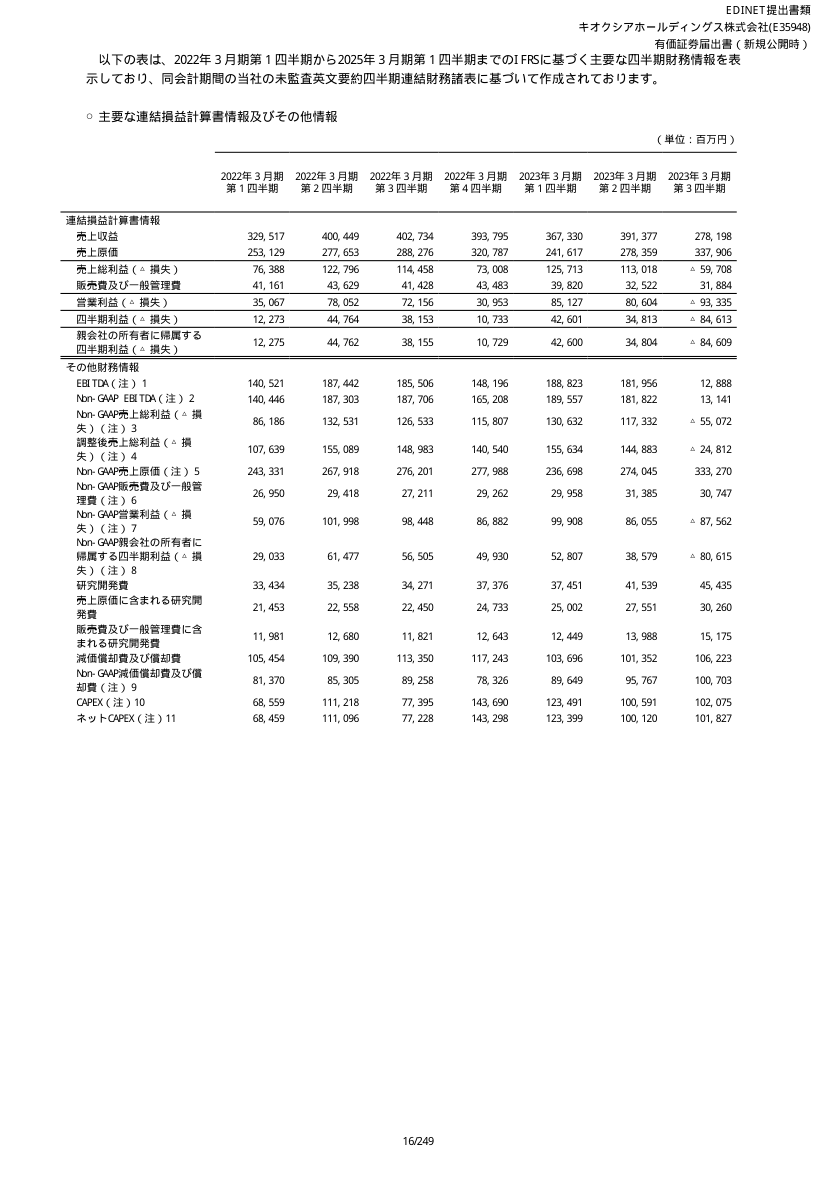 EDINET提出書類
キオクシアホールディングス株式会社(E35948)
有価証券届出書（新規公開時）
以下の表は、2022年３月期第１四半期から2025年３月期第１四半期までのIFRSに基づく主要な四半期財務情報を表
示しており、同会計期間の当社の未監査英文要約四半期連結財務諸表に基づいて作成されております。
○ 主要な連結損益計算書情報及びその他情報
（単位：百万円）
2022年３月期 2022年３月期 2022年３月期 2022年３月期 2023年３月期 2023年３月期 2023年３月期
第１四半期 第２四半期 第３四半期 第４四半期 第１四半期 第２四半期 第３四半期
連結損益計算書情報
売上収益 329,517 400,449 402,734 393,795 367,330 391,377 278,198
売上原価 253,129 277,653 288,276 320,787 241,617 278,359 337,906
売上総利益（△損失） 76,388 122,796 114,458 73,008 125,713 113,018 △59,708
販売費及び一般管理費 41,161 43,629 41,428 43,483 39,820 32,522 31,884
営業利益（△損失） 35,067 78,052 72,156 30,953 85,127 80,604 △93,335
四半期利益（△損失） 12,273 44,764 38,153 10,733 42,601 34,813 △84,613
親会社の所有者に帰属する
四半期利益（△損失） 12,275 44,762 38,155 10,729 42,600 34,804 △84,609
その他財務情報
EBITDA（注）1 140,521 187,442 185,506 148,196 188,823 181,956 12,888
Non-GAAP EBITDA（注）2 140,446 187,303 187,706 165,208 189,557 181,822 13,141
Non-GAAP売上総利益（△損
失）（注）3 86,186 132,531 126,533 115,807 130,632 117,332 △55,072
調整後売上総利益（△損
失）（注）4 107,639 155,089 148,983 140,540 155,634 144,883 △24,812
Non-GAAP売上原価（注）5 243,331 267,918 276,201 277,988 236,698 274,045 333,270
Non-GAAP販売費及び一般管
理費（注）6 26,950 29,418 27,211 29,262 29,958 31,385 30,747
Non-GAAP営業利益（△損
失）（注）7 59,076 101,998 98,448 86,882 99,908 86,055 △87,562
Non-GAAP親会社の所有者に
帰属する四半期利益（△損
失）（注）8 29,033 61,477 56,505 49,930 52,807 38,579 △80,615
研究開発費 33,434 35,238 34,271 37,376 37,451 41,539 45,435
売上原価に含まれる研究開
発費 21,453 22,558 22,450 24,733 25,002 27,551 30,260
販売費及び一般管理費に含
まれる研究開発費 11,981 12,680 11,821 12,643 12,449 13,988 15,175
減価償却費及び償却費 105,454 109,390 113,350 117,243 103,696 101,352 106,223
Non-GAAP減価償却費及び償
却費（注）9 81,370 85,305 89,258 78,326 89,649 95,767 100,703
CAPEX（注）10 68,559 111,218 77,395 143,690 123,491 100,591 102,075
ネットCAPEX（注）11 68,459 111,096 77,228 143,298 123,399 100,120 101,827
16/249